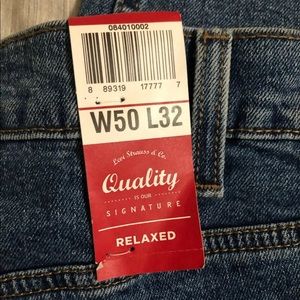 084010002
8 89319 17777 7
W50 L32
Levi Strauss & Co.
Quality
IS OUR
SIGNATURE
RELAXED